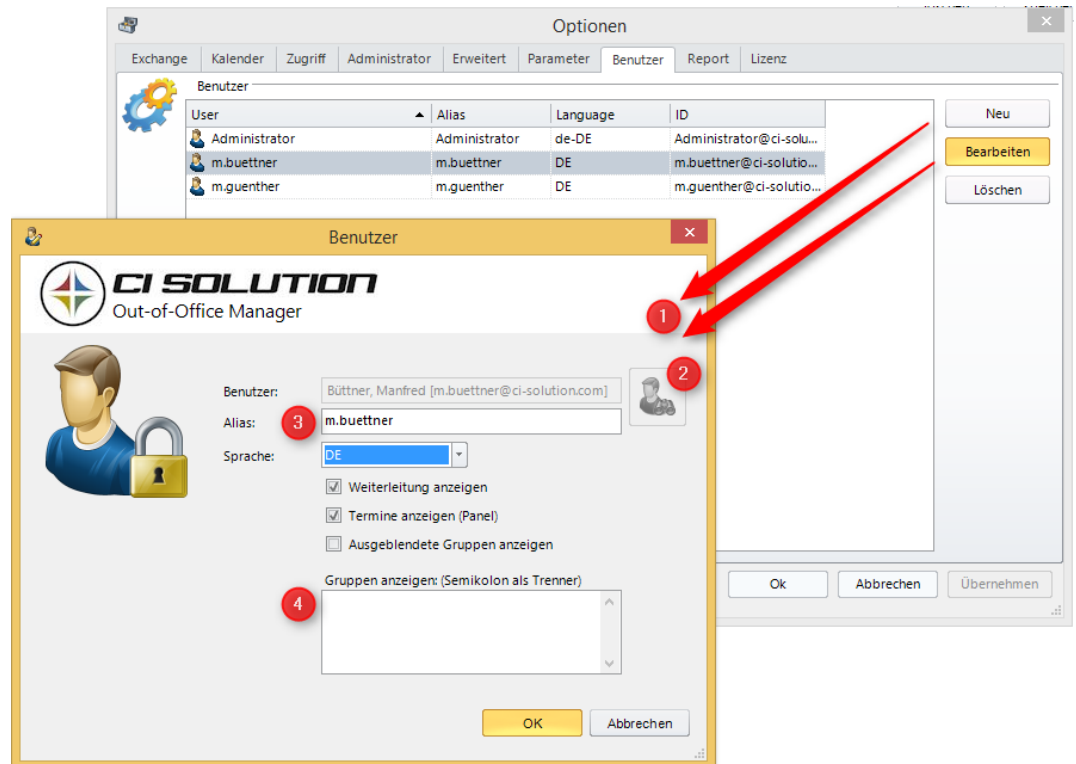 Optionen
Exchange Kalender Zugriff Administrator Erweitert Parameter Benutzer Report Lizenz
Benutzer
User Alias Language ID
Administrator Administrator de-DE Administrator@ci-solu...
m.buettner m.buettner DE m.buettner@ci-solutio...
m.guenther m.guenther DE m.guenther@ci-solutio...
Neu
Bearbeiten
Löschen
Ok Abbrechen Übernehmen
Benutzer
CI SOLUTION
Out-of-Office Manager
1
2
Benutzer: Büttner, Manfred [m.buettner@ci-solution.com]
Alias: 3 m.buettner
Sprache: DE
Weiterleitung anzeigen
Termine anzeigen (Panel)
Ausgeblendete Gruppen anzeigen
Gruppen anzeigen: (Semikolon als Trenner)
4
OK Abbrechen